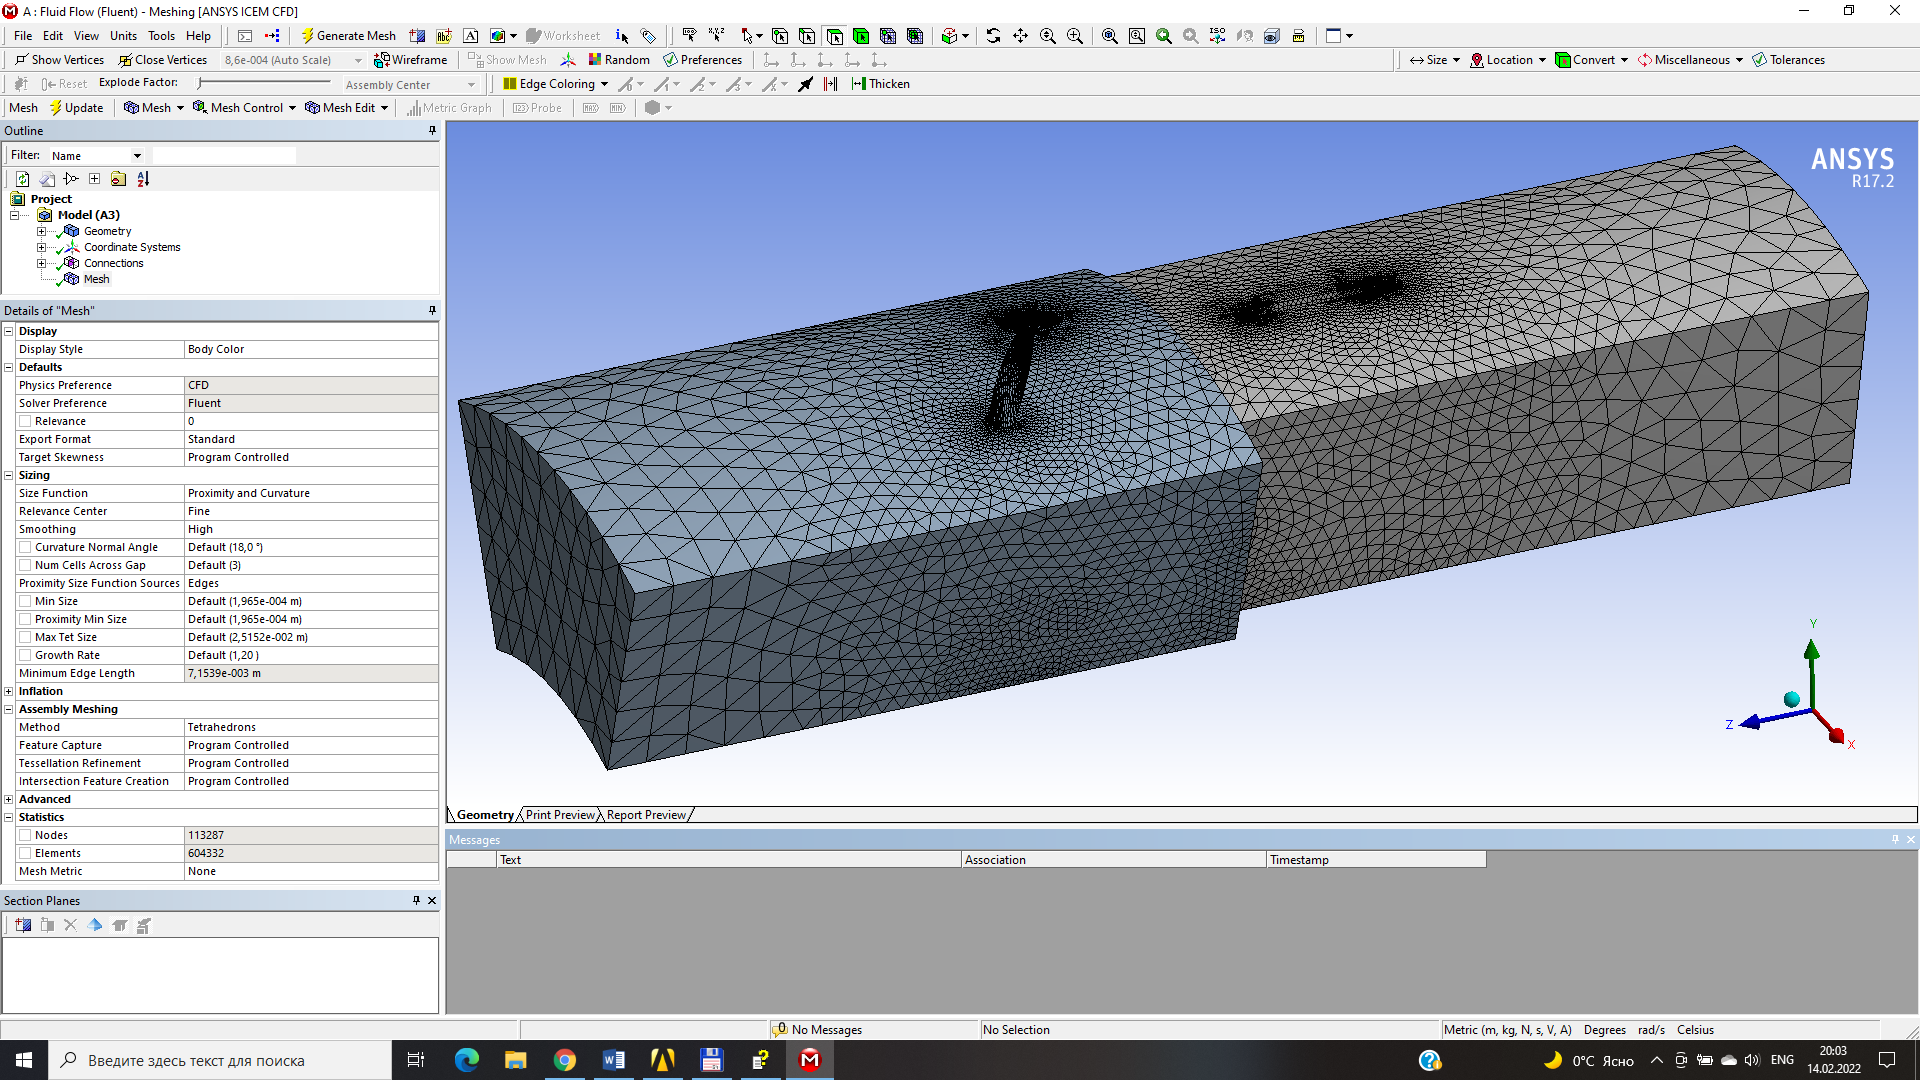 A : Fluid Flow (Fluent) - Meshing [ANSYS ICEM CFD]
File Edit View Units Tools Help Generate Mesh Worksheet
Show Vertices Close Vertices 8,6e-004 (Auto Scale) Wireframe Show Mesh Random Preferences Size Location Convert Miscellaneous Tolerances
Reset Explode Factor: Assembly Center Edge Coloring Thicken
Mesh Update Mesh Mesh Control Mesh Edit Metric Graph Probe
Outline
Filter: Name
Project
Model (A3)
Geometry
Coordinate Systems
Connections
Mesh
Details of "Mesh"
Display
Display Style Body Color
Defaults
Physics Preference CFD
Solver Preference Fluent
Relevance 0
Export Format Standard
Target Skewness Program Controlled
Sizing
Size Function Proximity and Curvature
Relevance Center Fine
Smoothing High
Curvature Normal Angle Default (18,0 °)
Num Cells Across Gap Default (3)
Proximity Size Function Sources Edges
Min Size Default (1,965e-004 m)
Proximity Min Size Default (1,965e-004 m)
Max Tet Size Default (2,5152e-002 m)
Growth Rate Default (1,20 )
Minimum Edge Length 7,1539e-003 m
Inflation
Assembly Meshing
Method Tetrahedrons
Feature Capture Program Controlled
Tessellation Refinement Program Controlled
Intersection Feature Creation Program Controlled
Advanced
Statistics
Nodes 113287
Elements 604332
Mesh Metric None
Section Planes
ANSYS
R17.2
Y
Z
X
Geometry Print Preview Report Preview
Messages
Text Association Timestamp
0 No Messages No Selection Metric (m, kg, N, s, V, A) Degrees rad/s Celsius
Введите здесь текст для поиска
0°C Ясно ENG 20:03
14.02.2022